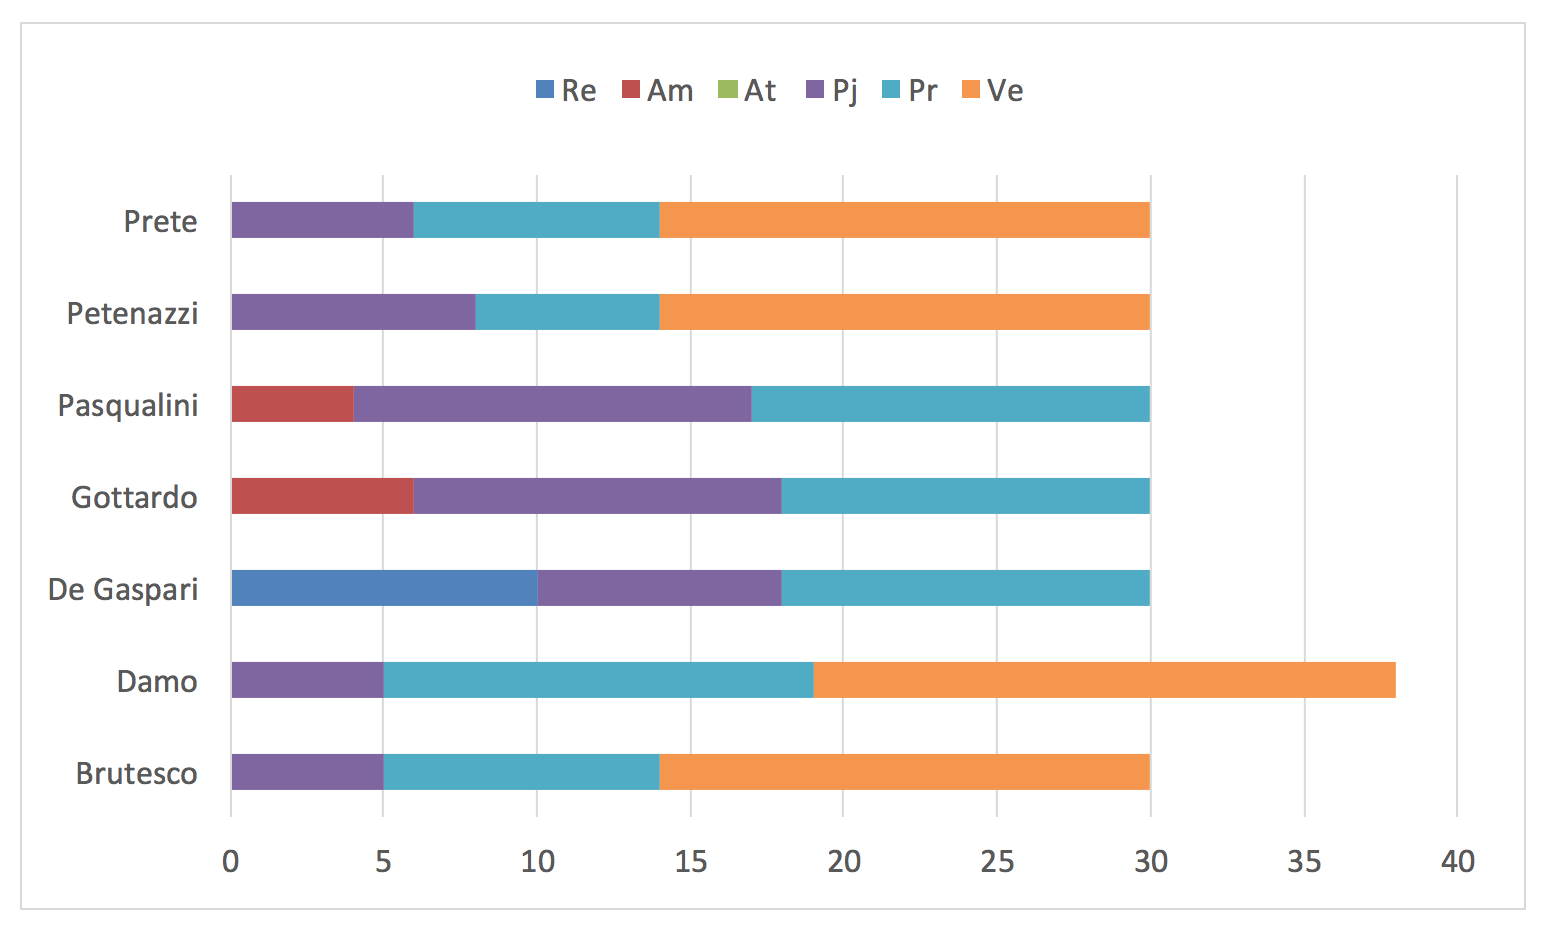 Re Am At Pj Pr Ve
Prete
Petenazzi
Pasqualini
Gottardo
De Gaspari
Damo
Brutesco
0 5 10 15 20 25 30 35 40